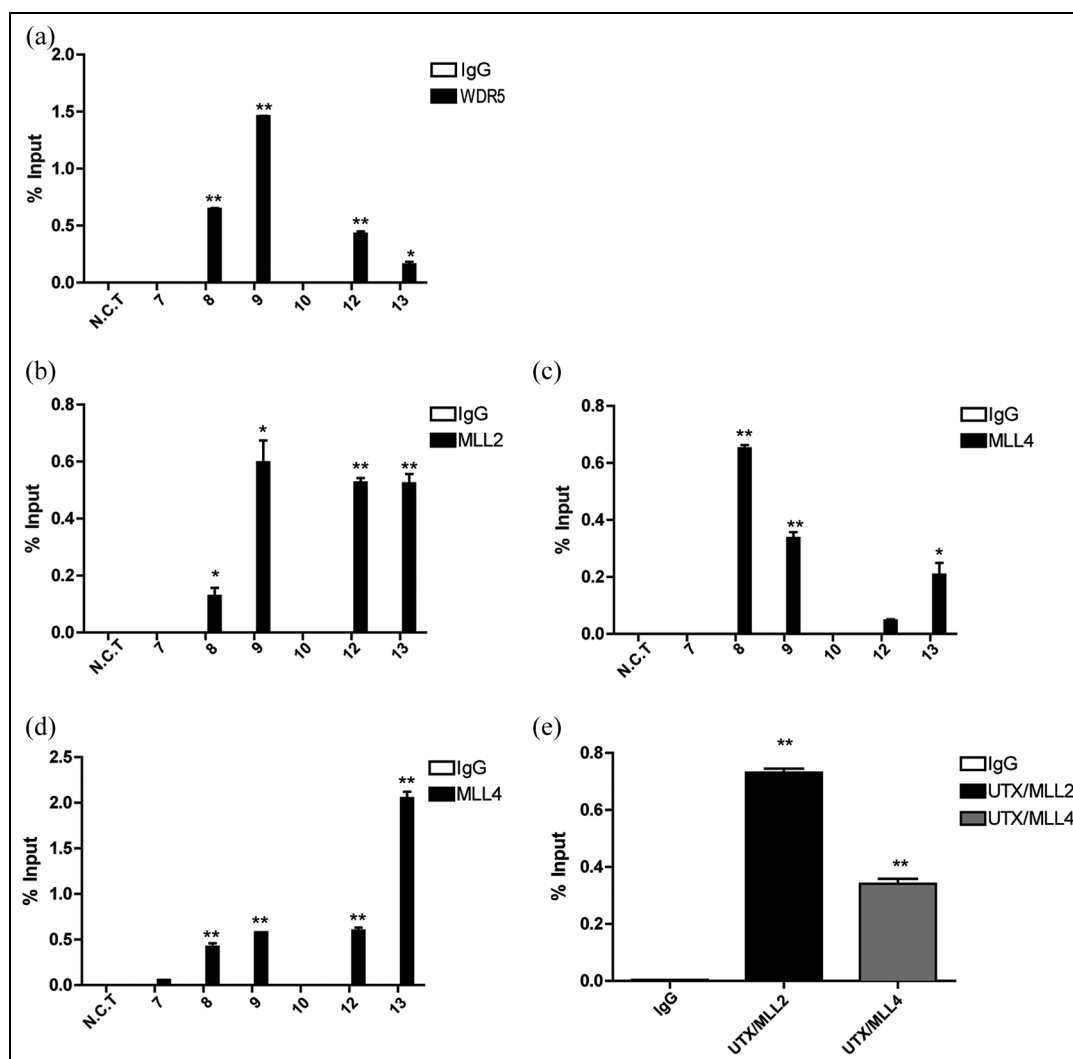 (a)
2.0
1.5
1.0
0.5
0.0
% Input
IgG
WDR5
**
**
**
*
N.C.T 7 8 9 10 12 13
(b)
0.8
0.6
0.4
0.2
0.0
% Input
IgG
MLL2
*
*
**
**
N.C.T 7 8 9 10 12 13
(c)
0.8
0.6
0.4
0.2
0.0
% Input
IgG
MLL4
**
**
*
N.C.T 7 8 9 10 12 13
(d)
2.5
2.0
1.5
1.0
0.5
0.0
% Input
IgG
MLL4
**
**
**
**
N.C.T 7 8 9 10 12 13
(e)
0.8
0.6
0.4
0.2
0.0
% Input
IgG
UTX/MLL2
UTX/MLL4
**
**
IgG
UTX/MLL2
UTX/MLL4